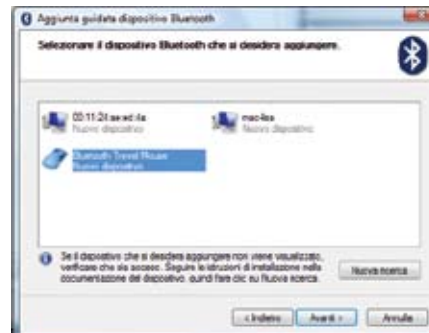 Aggiunta guidata dispositivo Bluetooth
Selezionare il dispositivo Bluetooth che si desidera aggiungere.
Nuovo dispositivo
Nuovo dispositivo
Bluetooth Travel Mouse
Nuovo dispositivo
Se il dispositivo che si desidera aggiungere non viene visualizzato,
verificare che sia acceso. Seguire le istruzioni di installazione nella
documentazione del dispositivo, quindi fare clic su Nuova ricerca.
Nuova ricerca
< Indietro
Avanti >
Annulla